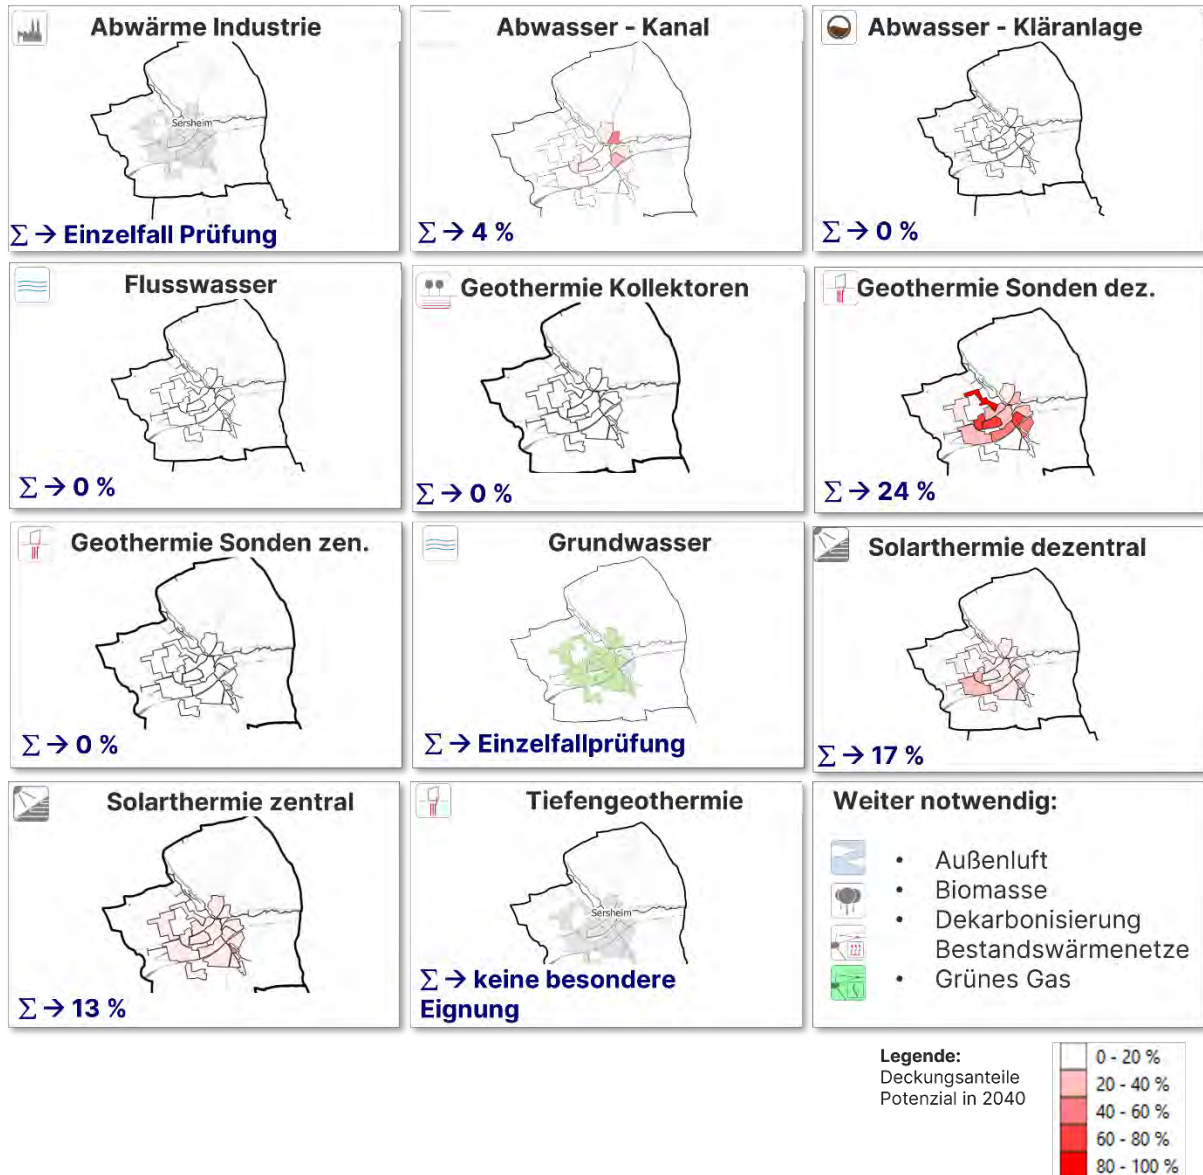 Abwärme Industrie
Sersheim
Σ → Einzelfall Prüfung
Abwasser - Kanal
Σ → 4 %
Abwasser - Kläranlage
Σ → 0 %
Flusswasser
Σ → 0 %
Geothermie Kollektoren
Σ → 0 %
Geothermie Sonden dez.
Σ → 24 %
Geothermie Sonden zen.
Σ → 0 %
Grundwasser
Σ → Einzelfallprüfung
Solarthermie dezentral
Σ → 17 %
Solarthermie zentral
Σ → 13 %
Tiefengeothermie
Sersheim
Σ → keine besondere
Eignung
Weiter notwendig:
• Außenluft
• Biomasse
• Dekarbonisierung
Bestandswärmenetze
• Grünes Gas
Legende:
Deckungsanteile
Potenzial in 2040
0 - 20 %
20 - 40 %
40 - 60 %
60 - 80 %
80 - 100 %